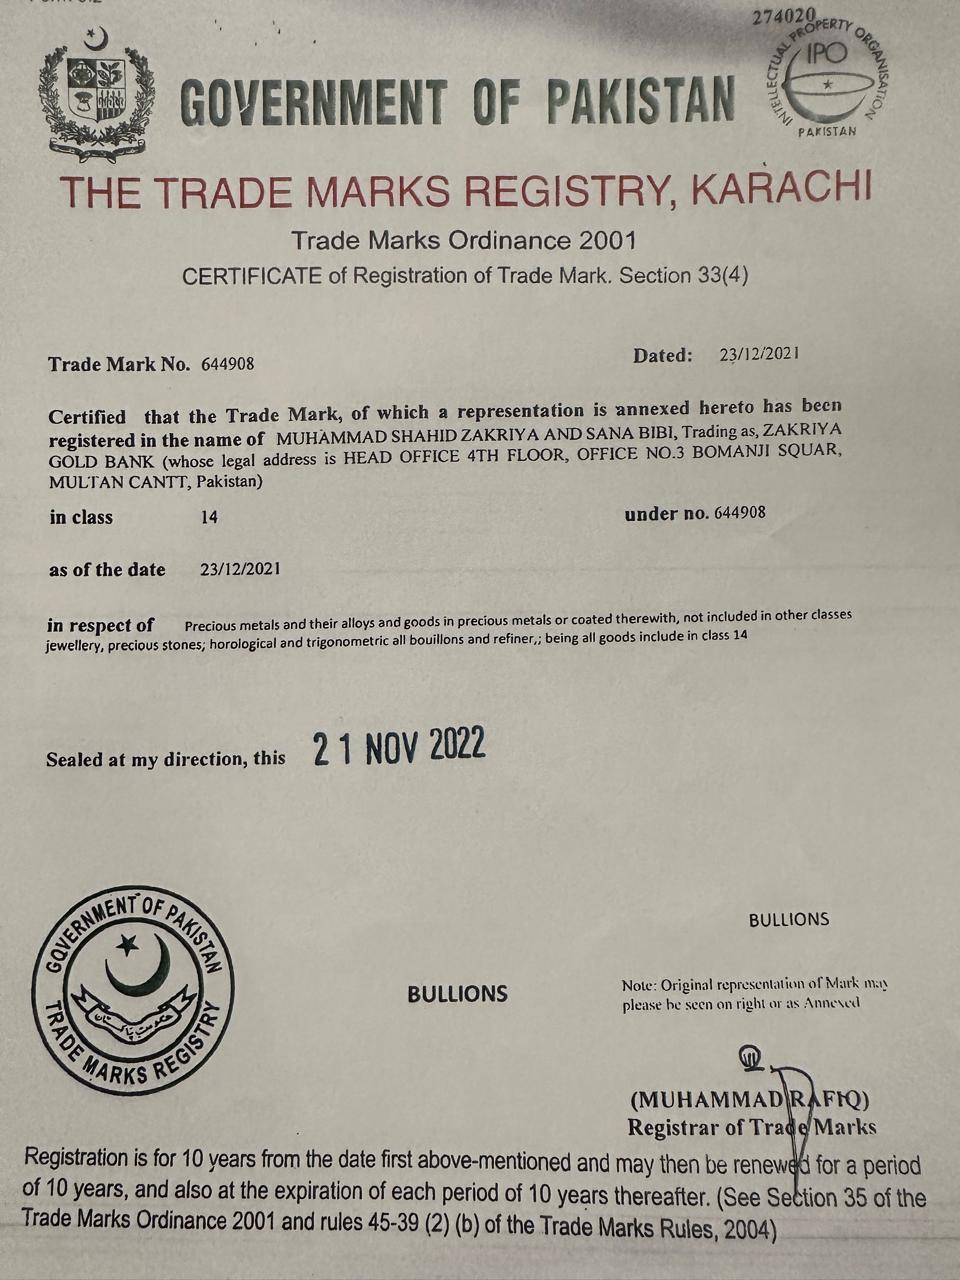 274020
INTELLECTUAL PROPERTY ORGANISATION
IPO
PAKISTAN
GOVERNMENT OF PAKISTAN
THE TRADE MARKS REGISTRY, KARACHI
Trade Marks Ordinance 2001
CERTIFICATE of Registration of Trade Mark. Section 33(4)
Trade Mark No. 644908 Dated: 23/12/2021
Certified that the Trade Mark, of which a representation is annexed hereto has been
registered in the name of MUHAMMAD SHAHID ZAKRIYA AND SANA BIBI, Trading as, ZAKRIYA
GOLD BANK (whose legal address is HEAD OFFICE 4TH FLOOR, OFFICE NO.3 BOMANJI SQUAR,
MULTAN CANTT, Pakistan)
in class 14 under no. 644908
as of the date 23/12/2021
in respect of Precious metals and their alloys and goods in precious metals or coated therewith, not included in other classes
jewellery, precious stones; horological and trigonometric all bouillons and refiner,; being all goods include in class 14
Sealed at my direction, this 21 NOV 2022
GOVERNMENT OF PAKISTAN
حکومتِ پاکستان
TRADE MARKS REGISTRY
BULLIONS
BULLIONS
Note: Original representation of Mark may
please be seen on right or as Annexed
(MUHAMMAD RAFIQ)
Registrar of Trade Marks
Registration is for 10 years from the date first above-mentioned and may then be renewed for a period
of 10 years, and also at the expiration of each period of 10 years thereafter. (See Section 35 of the
Trade Marks Ordinance 2001 and rules 45-39 (2) (b) of the Trade Marks Rules, 2004)